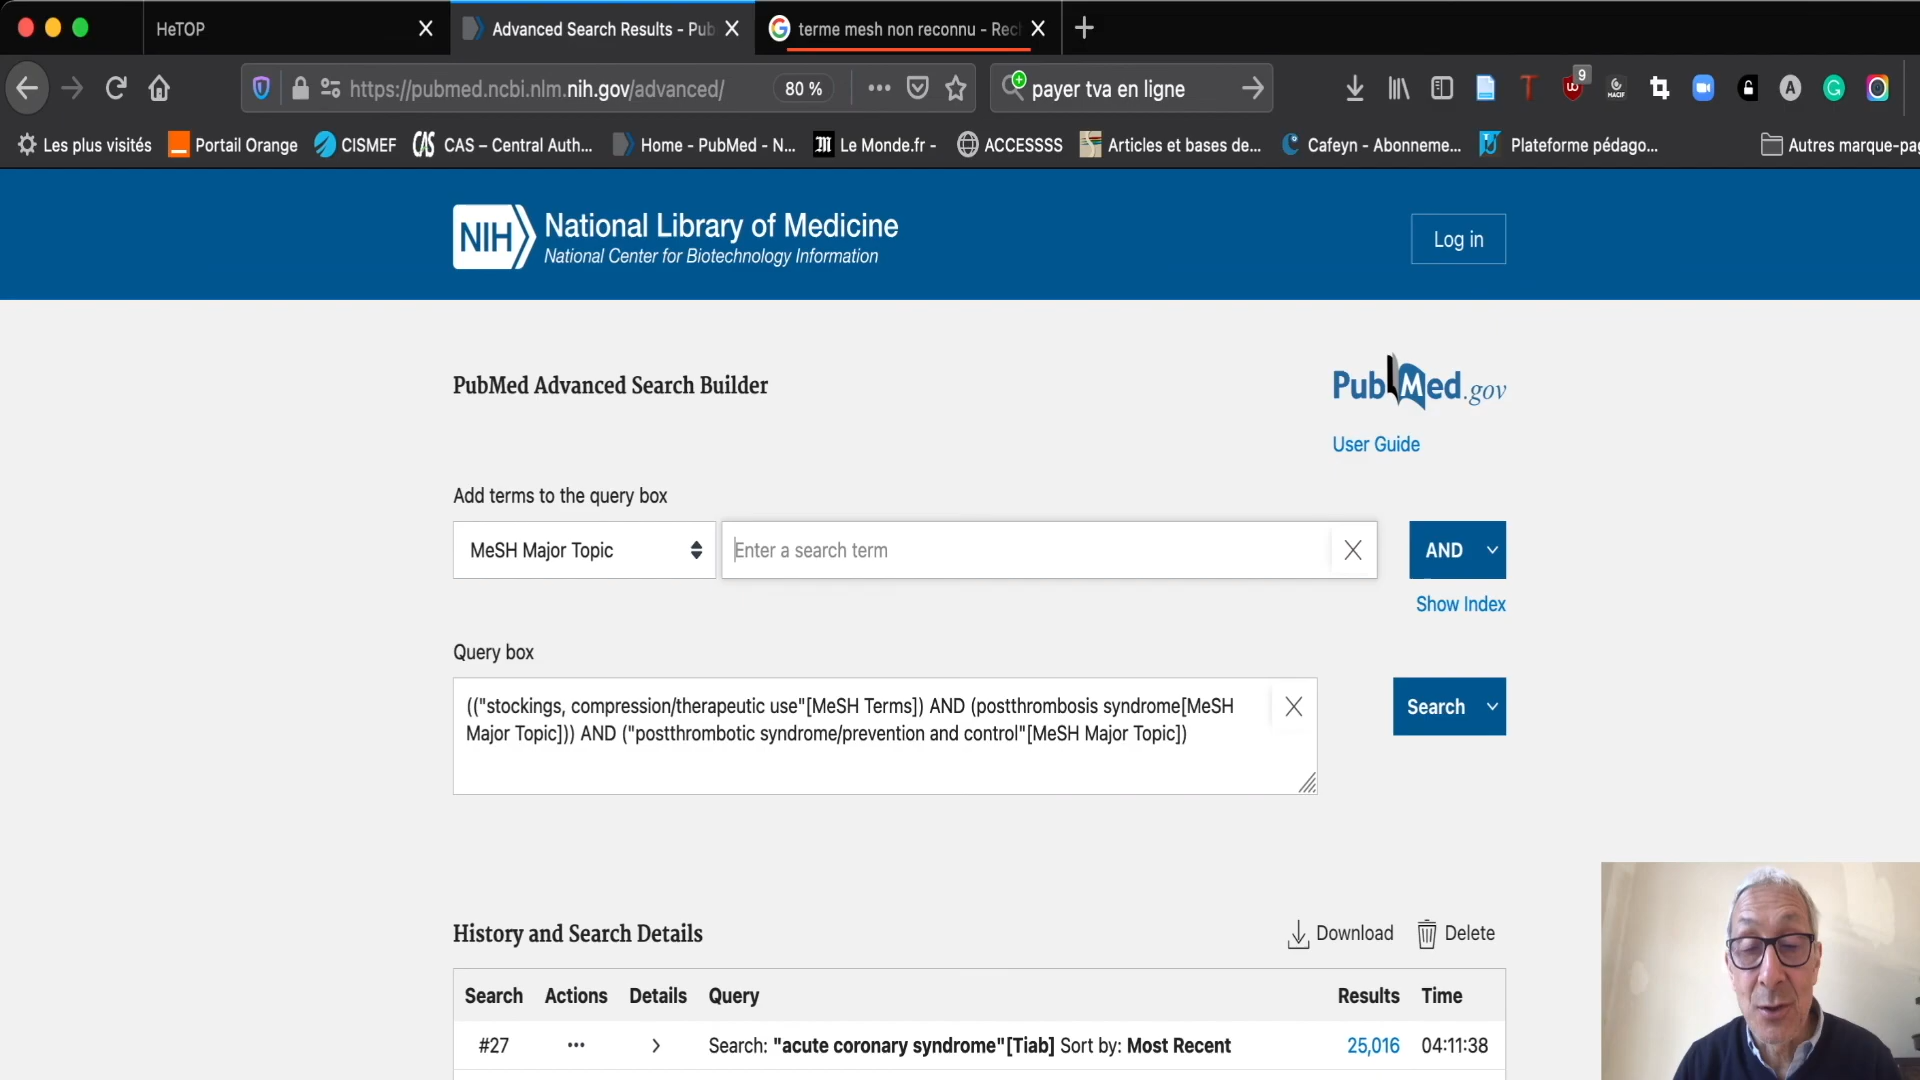 HeTOP
Advanced Search Results - Pub
terme mesh non reconnu - Rec
https://pubmed.ncbi.nlm.nih.gov/advanced/
80 %
payer tva en ligne
9
Les plus visités
Portail Orange
CISMEF
CAS – Central Auth...
Home - PubMed - N...
Le Monde.fr -
ACCESSSS
Articles et bases de...
Cafeyn - Abonneme...
Plateforme pédago...
Autres marque-pag
NIH
National Library of Medicine
National Center for Biotechnology Information
Log in
PubMed Advanced Search Builder
PubMed.gov
User Guide
Add terms to the query box
MeSH Major Topic
Enter a search term
AND
Show Index
Query box
(("stockings, compression/therapeutic use"[MeSH Terms]) AND (postthrombosis syndrome[MeSH
Major Topic])) AND ("postthrombotic syndrome/prevention and control"[MeSH Major Topic])
Search
History and Search Details
Download
Delete
Search Actions Details Query Results Time
#27 Search: "acute coronary syndrome"[Tiab] Sort by: Most Recent 25,016 04:11:38